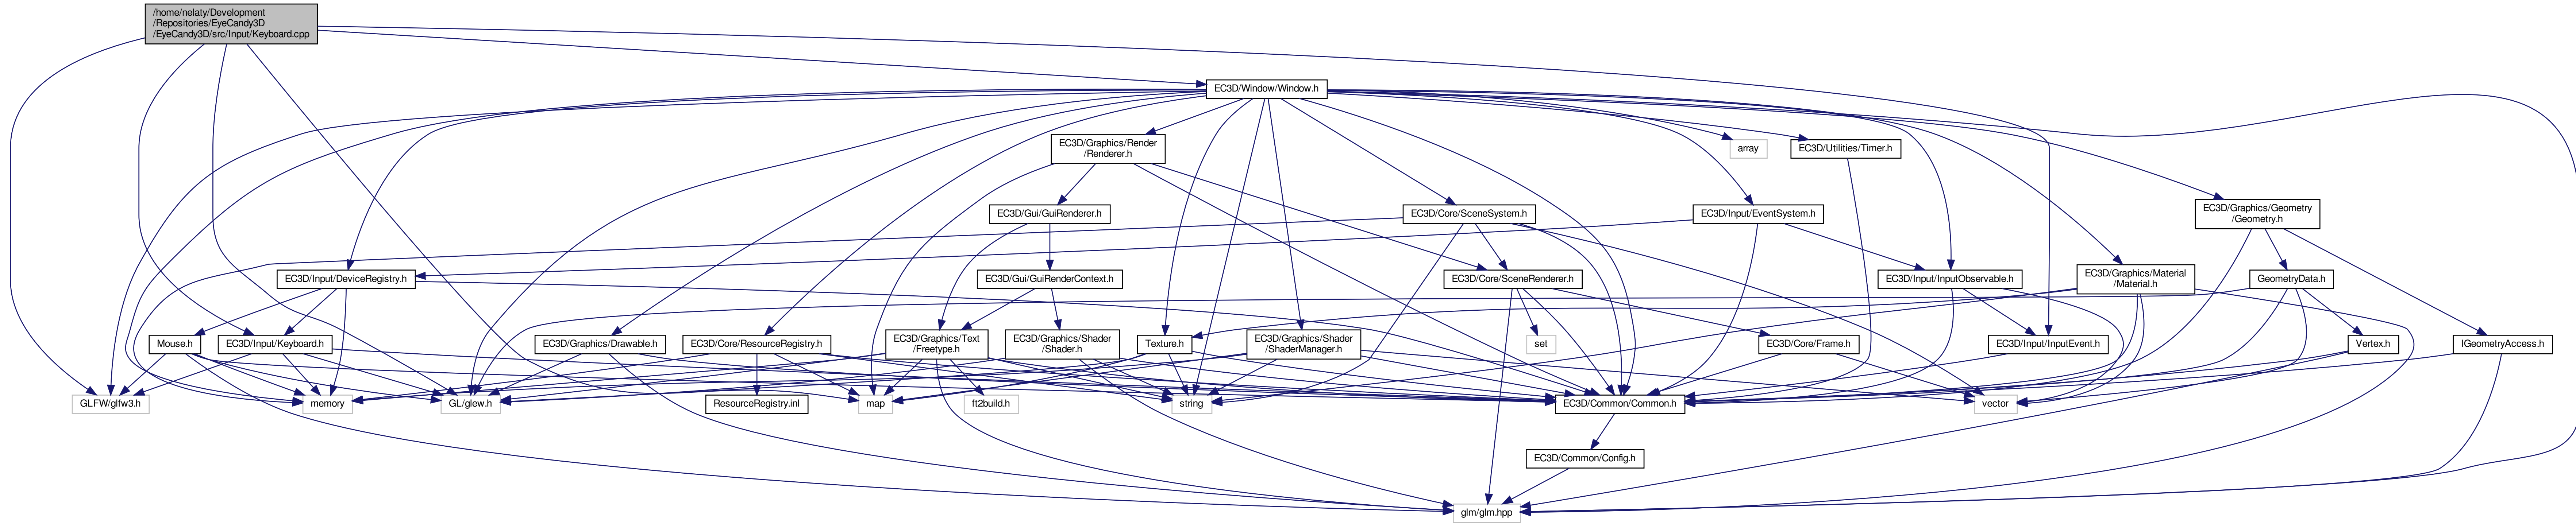 /home/nelaty/Development
/Repositories/EyeCandy3D
/EyeCandy3D/src/Input/Keyboard.cpp
EC3D/Window/Window.h
EC3D/Graphics/Render
/Renderer.h
array
EC3D/Utilities/Timer.h
EC3D/Gui/GuiRenderer.h
EC3D/Core/SceneSystem.h
EC3D/Input/EventSystem.h
EC3D/Graphics/Geometry
/Geometry.h
EC3D/Input/DeviceRegistry.h
EC3D/Gui/GuiRenderContext.h
EC3D/Core/SceneRenderer.h
EC3D/Input/InputObservable.h
EC3D/Graphics/Material
/Material.h
GeometryData.h
Mouse.h
EC3D/Input/Keyboard.h
EC3D/Graphics/Drawable.h
EC3D/Core/ResourceRegistry.h
EC3D/Graphics/Text
/Freetype.h
EC3D/Graphics/Shader
/Shader.h
Texture.h
EC3D/Graphics/Shader
/ShaderManager.h
set
EC3D/Core/Frame.h
EC3D/Input/InputEvent.h
Vertex.h
IGeometryAccess.h
GLFW/glfw3.h
memory
GL/glew.h
ResourceRegistry.inl
map
ft2build.h
string
EC3D/Common/Common.h
vector
EC3D/Common/Config.h
glm/glm.hpp